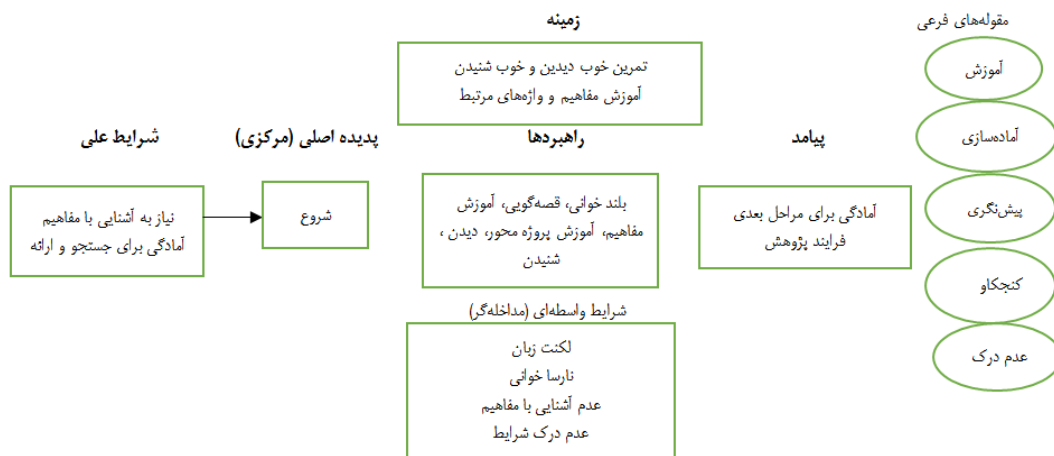 زمینه
مقوله‌های فرعی
تمرین خوب دیدین و خوب شنیدن
آموزش مفاهیم و واژه‌های مرتبط
شرایط علی
پدیده اصلی (مرکزی)
راهبردها
پیامد
نیاز به آشنایی با مفاهیم
آمادگی برای جستجو و ارائه
شروع
بلند خوانی، قصه‌گویی، آموزش
مفاهیم، آموزش پروژه محور، دیدن ،
شنیدن
آمادگی برای مراحل بعدی
فرایند پژوهش
شرایط واسطه‌ای (مداخله‌گر)
لکنت زبان
نارسا خوانی
عدم آشنایی با مفاهیم
عدم درک شرایط
آموزش
آماده‌سازی
پیش‌نگری
کنجکاو
عدم درک